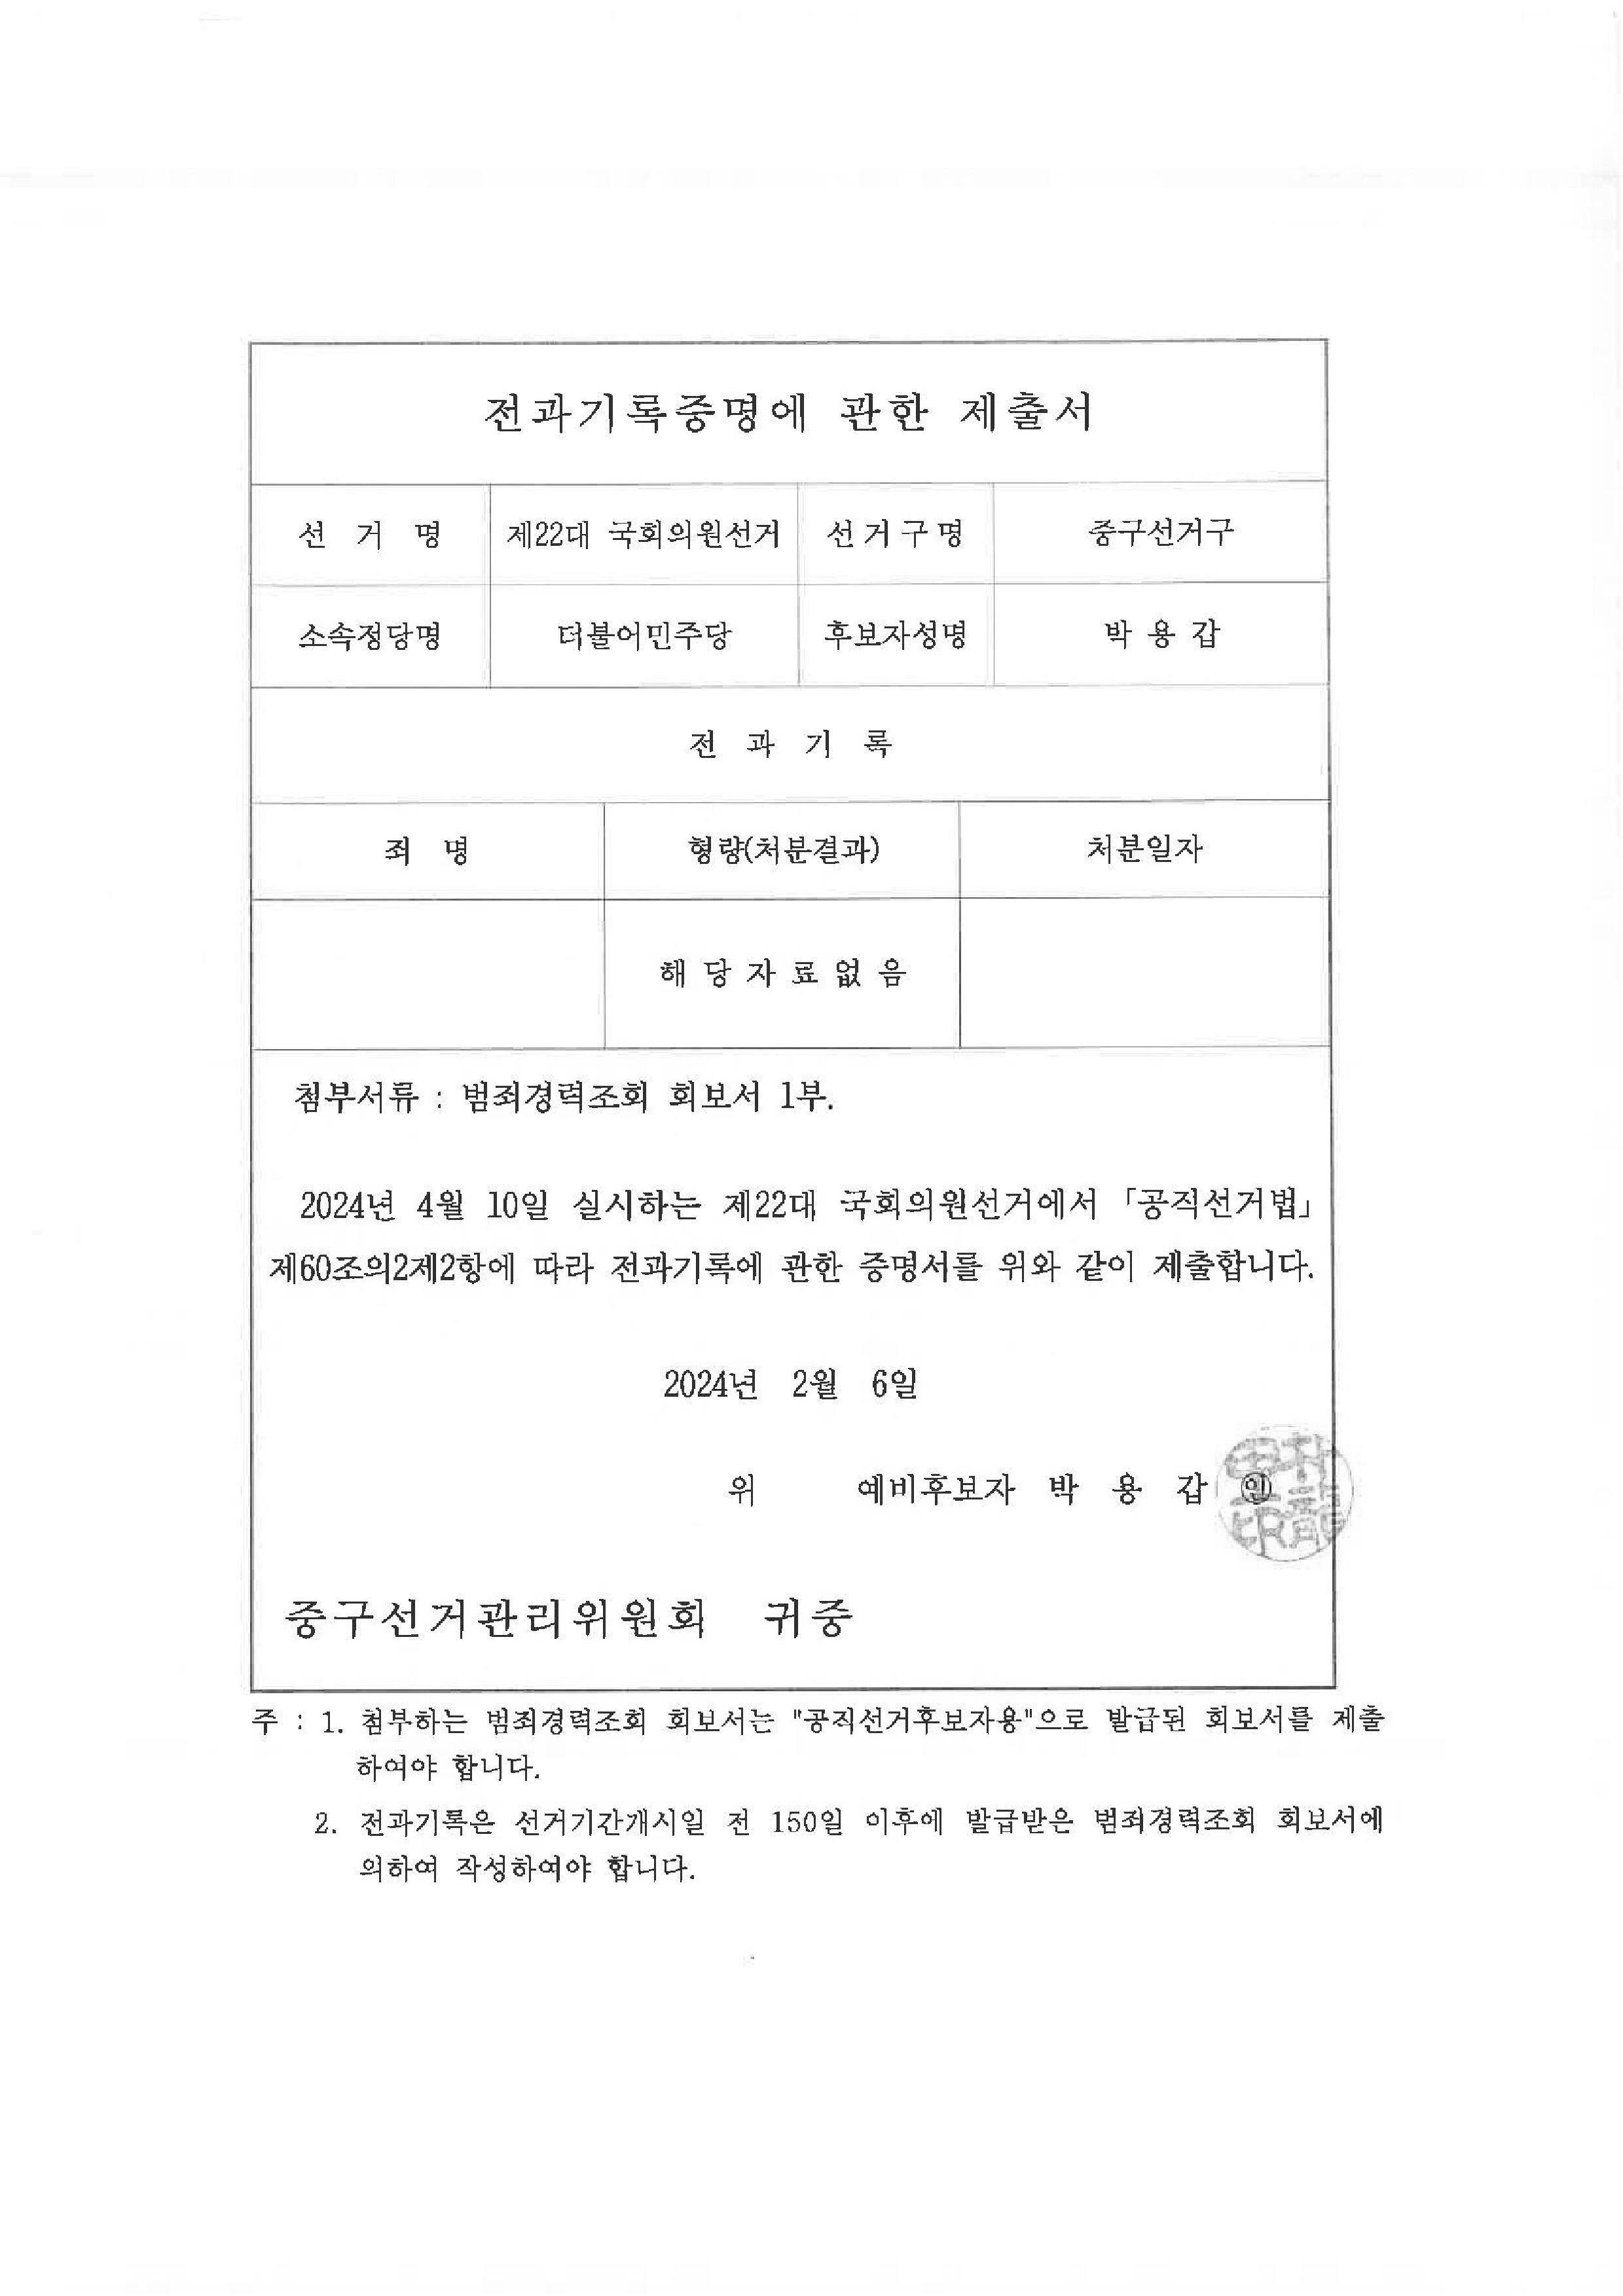 전과기록증명에 관한 제출서
선 거 명 제22대 국회의원선거 선거구명 중구선거구
소속정당명 더불어민주당 후보자성명 박 용 갑
전 과 기 록
죄 명 형량(처분결과) 처분일자
해 당 자 료 없 음
첨부서류 : 범죄경력조회 회보서 1부.
2024년 4월 10일 실시하는 제22대 국회의원선거에서 「공직선거법」
제60조의2제2항에 따라 전과기록에 관한 증명서를 위와 같이 제출합니다.
2024년 2월 6일
위 예비후보자 박 용 갑 ㊞
중구선거관리위원회 귀중
주 : 1. 첨부하는 범죄경력조회 회보서는 "공직선거후보자용"으로 발급된 회보서를 제출
하여야 합니다.
2. 전과기록은 선거기간개시일 전 150일 이후에 발급받은 범죄경력조회 회보서에
의하여 작성하여야 합니다.